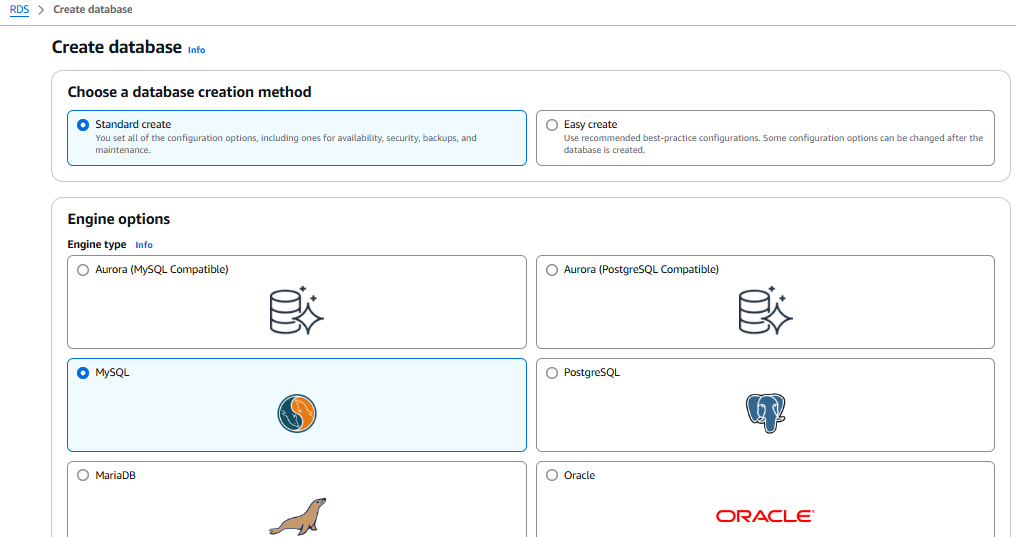 RDS > Create database
Create database Info
Choose a database creation method
Standard create
You set all of the configuration options, including ones for availability, security, backups, and
maintenance.
Easy create
Use recommended best-practice configurations. Some configuration options can be changed after the
database is created.
Engine options
Engine type Info
Aurora (MySQL Compatible)
Aurora (PostgreSQL Compatible)
MySQL
PostgreSQL
MariaDB
Oracle
ORACLE